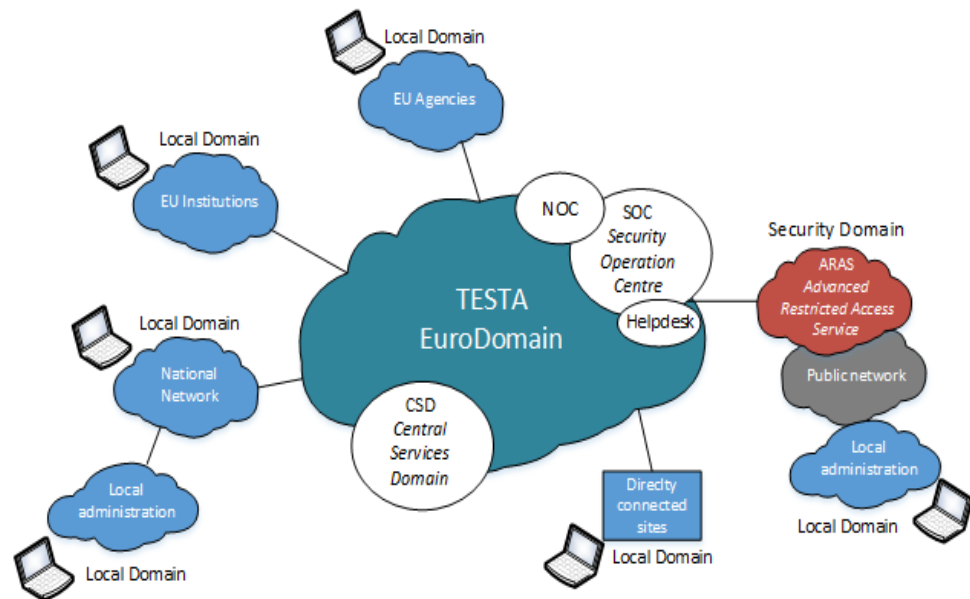 Local Domain
EU Agencies
Local Domain
EU Institutions
NOC
SOC
Security
Operation
Centre
Helpdesk
Security Domain
ARAS
Advanced
Restricted Access
Service
Public network
Local
administration
Local Domain
TESTA
EuroDomain
Local Domain
National
Network
CSD
Central
Services
Domain
Local
administration
Local Domain
Direclty
connected
sites
Local Domain